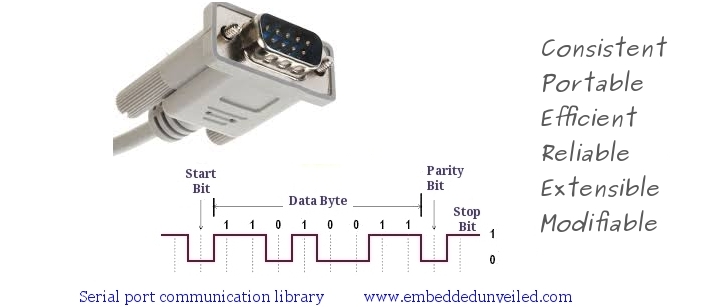 Consistent
Portable
Efficient
Reliable
Extensible
Modifiable
Start
Bit
Data Byte
Parity
Bit
Stop
Bit
1 1 0 1 0 0 1 1
1
0
Serial port communication library
www.embeddedunveiled.com